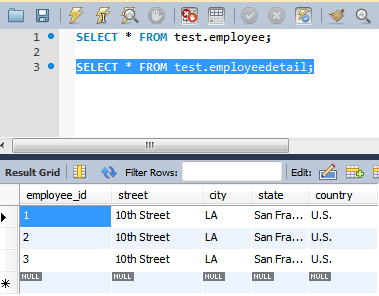 1 SELECT * FROM test.employee;
2
3 SELECT * FROM test.employeedetail;
Result Grid Filter Rows: Edit:
employee_id street city state country
1 10th Street LA San Fra... U.S.
2 10th Street LA San Fra... U.S.
3 10th Street LA San Fra... U.S.
NULL NULL NULL NULL NULL